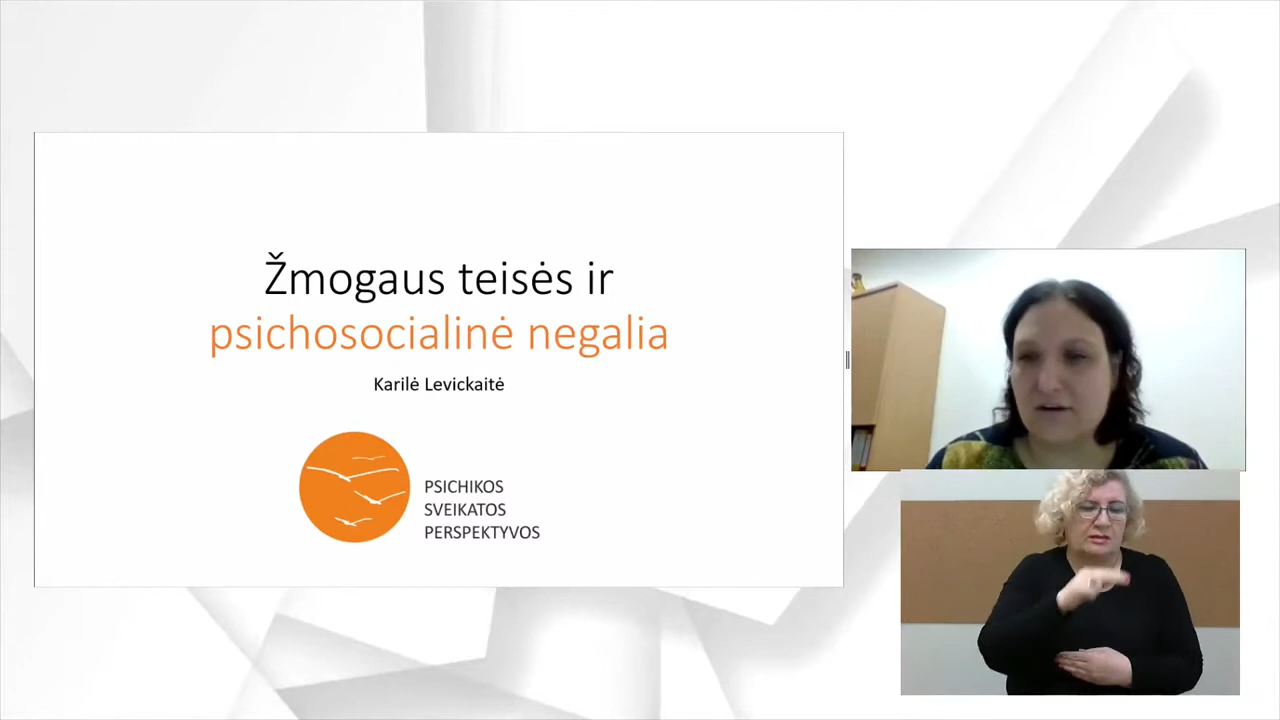 Žmogaus teisės ir
psichosocialinė negalia
Karilė Levickaitė
PSICHIKOS
SVEIKATOS
PERSPEKTYVOS